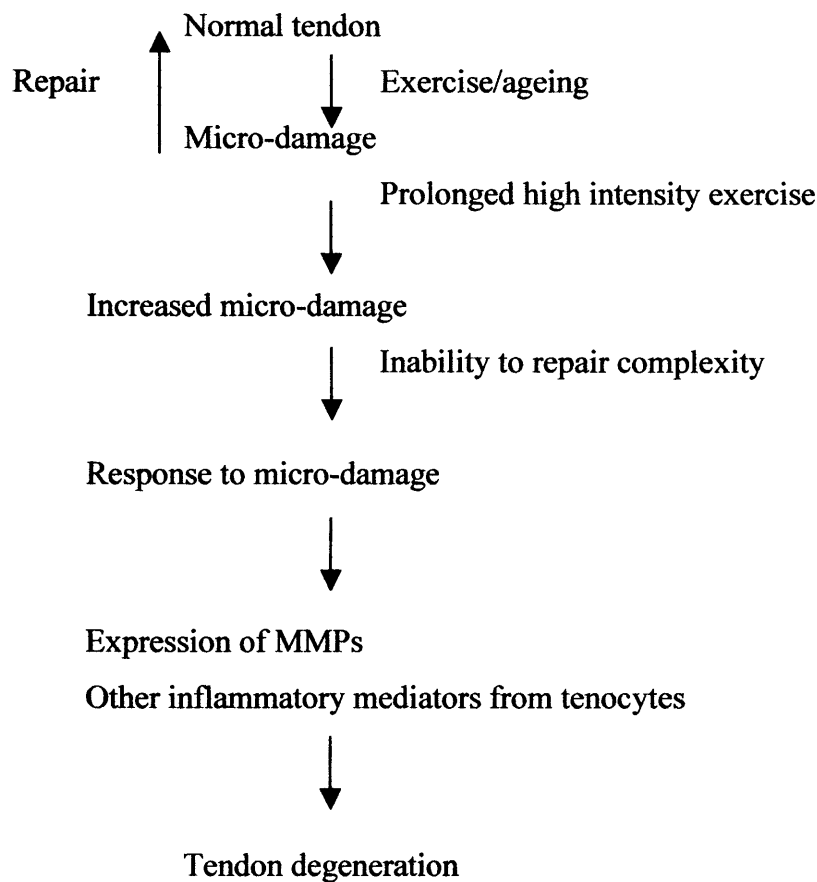 Normal tendon
Repair
Exercise/ageing
Micro-damage
Prolonged high intensity exercise
Increased micro-damage
Inability to repair complexity
Response to micro-damage
Expression of MMPs
Other inflammatory mediators from tenocytes
Tendon degeneration